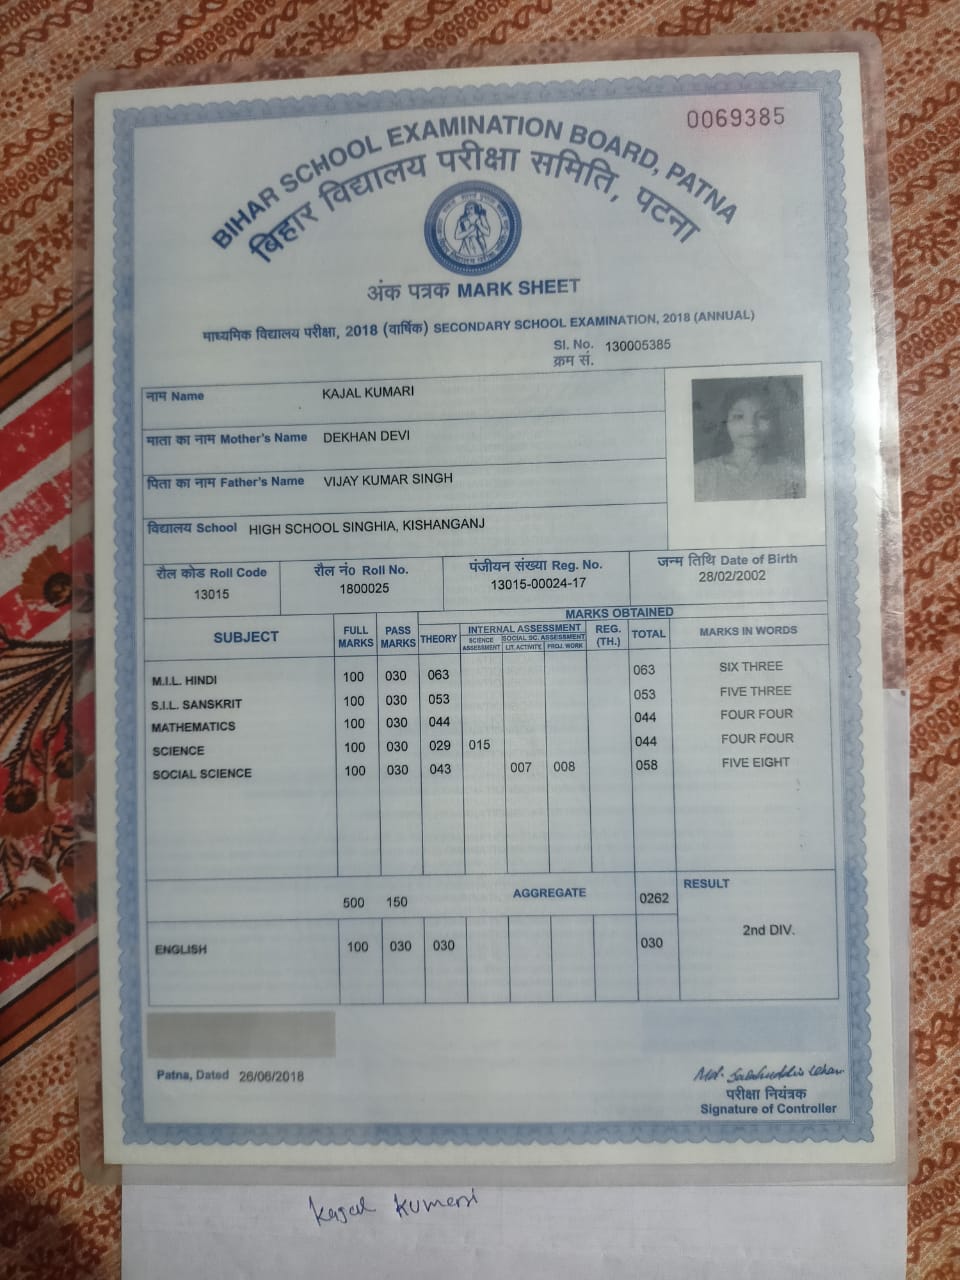 0069385
BIHAR SCHOOL EXAMINATION BOARD, PATNA
बिहार विद्यालय परीक्षा समिति, पटना
अंक पत्रक MARK SHEET
माध्यमिक विद्यालय परीक्षा, 2018 (वार्षिक) SECONDARY SCHOOL EXAMINATION, 2018 (ANNUAL)
Sl. No. 130005385
क्रम सं.
नाम Name KAJAL KUMARI
माता का नाम Mother's Name DEKHAN DEVI
पिता का नाम Father's Name VIJAY KUMAR SINGH
विद्यालय School HIGH SCHOOL SINGHIA, KISHANGANJ
रौल कोड Roll Code रौल नं० Roll No. पंजीयन संख्या Reg. No. जन्म तिथि Date of Birth
13015 1800025 13015-00024-17 28/02/2002
MARKS OBTAINED
SUBJECT FULL MARKS PASS MARKS THEORY INTERNAL ASSESSMENT REG. (TH.) TOTAL MARKS IN WORDS
SCIENCE ASSESSMENT SOCIAL SC. ASSESSMENT
LIT. ACTIVITY PROJ. WORK
M.I.L. HINDI 100 030 063 063 SIX THREE
S.I.L. SANSKRIT 100 030 053 053 FIVE THREE
MATHEMATICS 100 030 044 044 FOUR FOUR
SCIENCE 100 030 029 015 044 FOUR FOUR
SOCIAL SCIENCE 100 030 043 007 008 058 FIVE EIGHT
500 150 AGGREGATE 0262 RESULT
2nd DIV.
ENGLISH 100 030 030 030
Patna, Dated 26/06/2018
परीक्षा नियंत्रक
Signature of Controller
Kajal Kumari